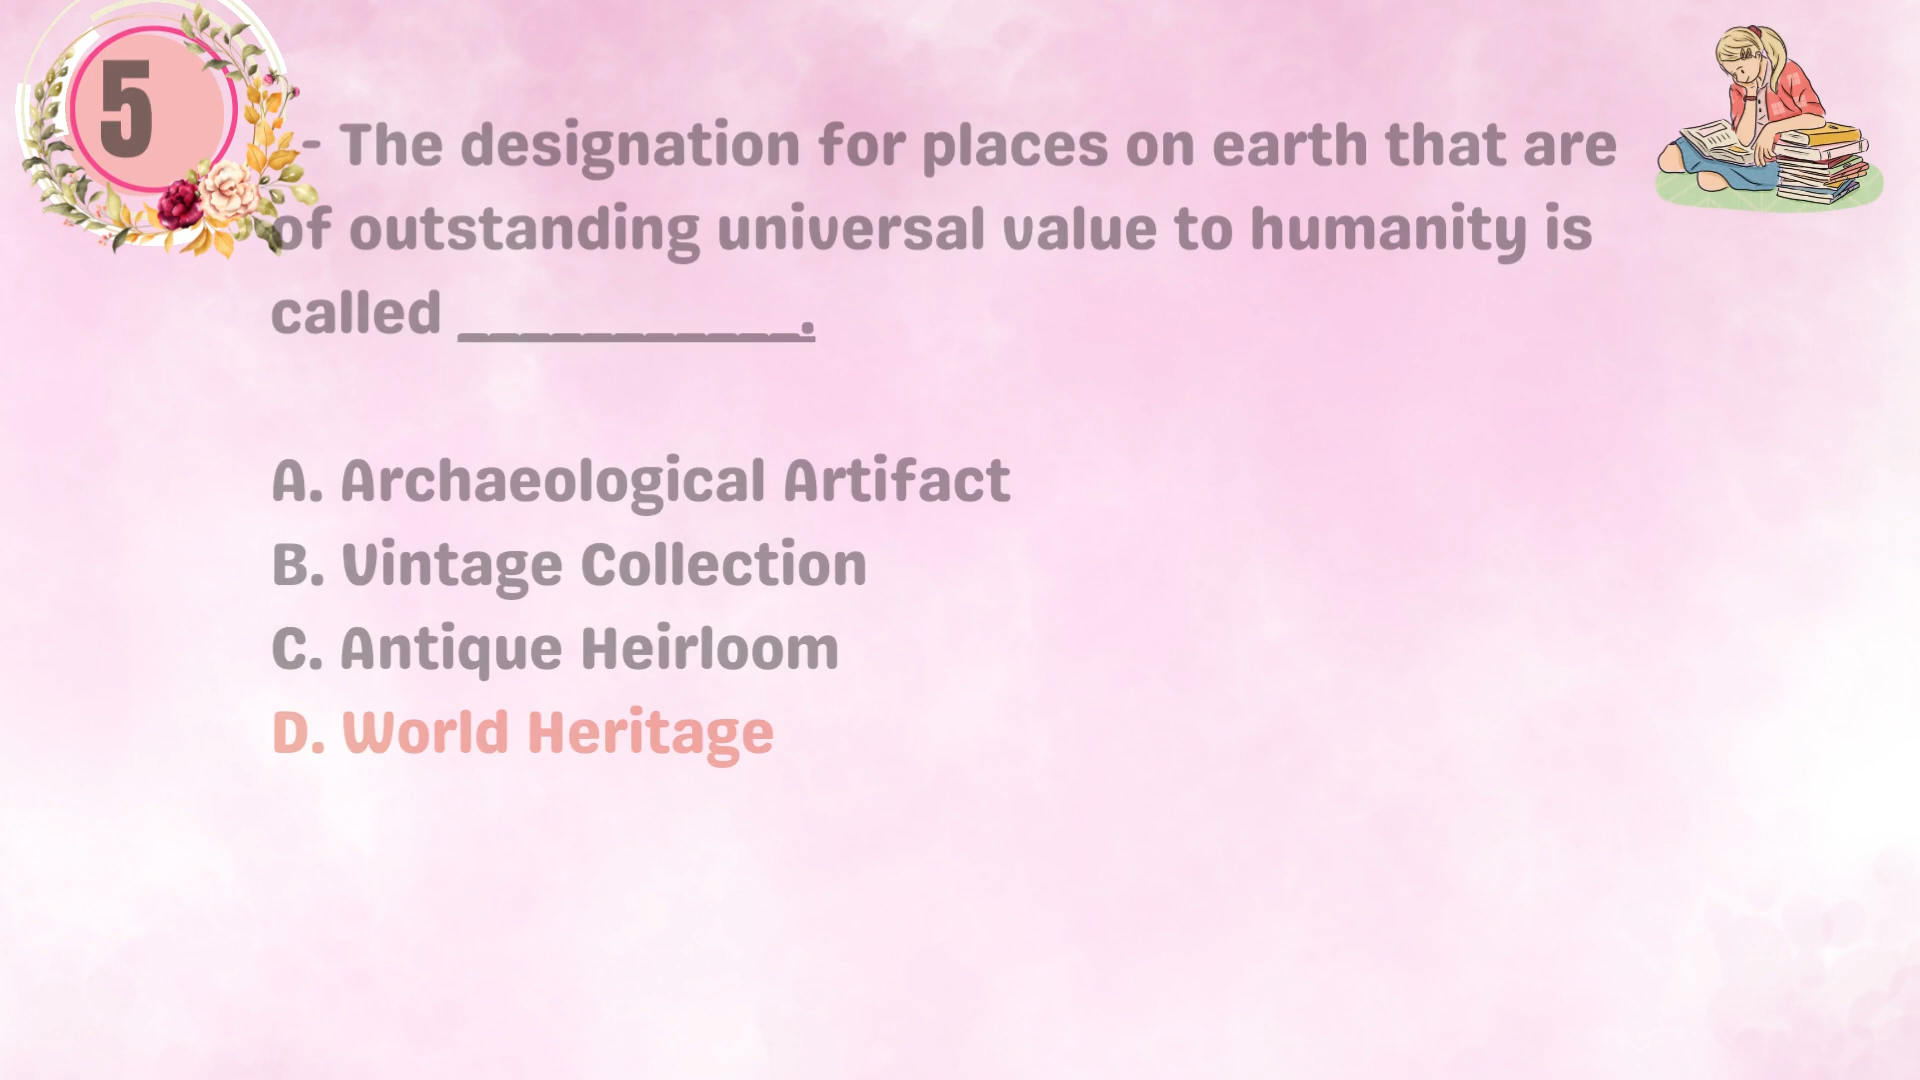 5
- The designation for places on earth that are
of outstanding universal value to humanity is
called ___________.
A. Archaeological Artifact
B. Vintage Collection
C. Antique Heirloom
D. World Heritage